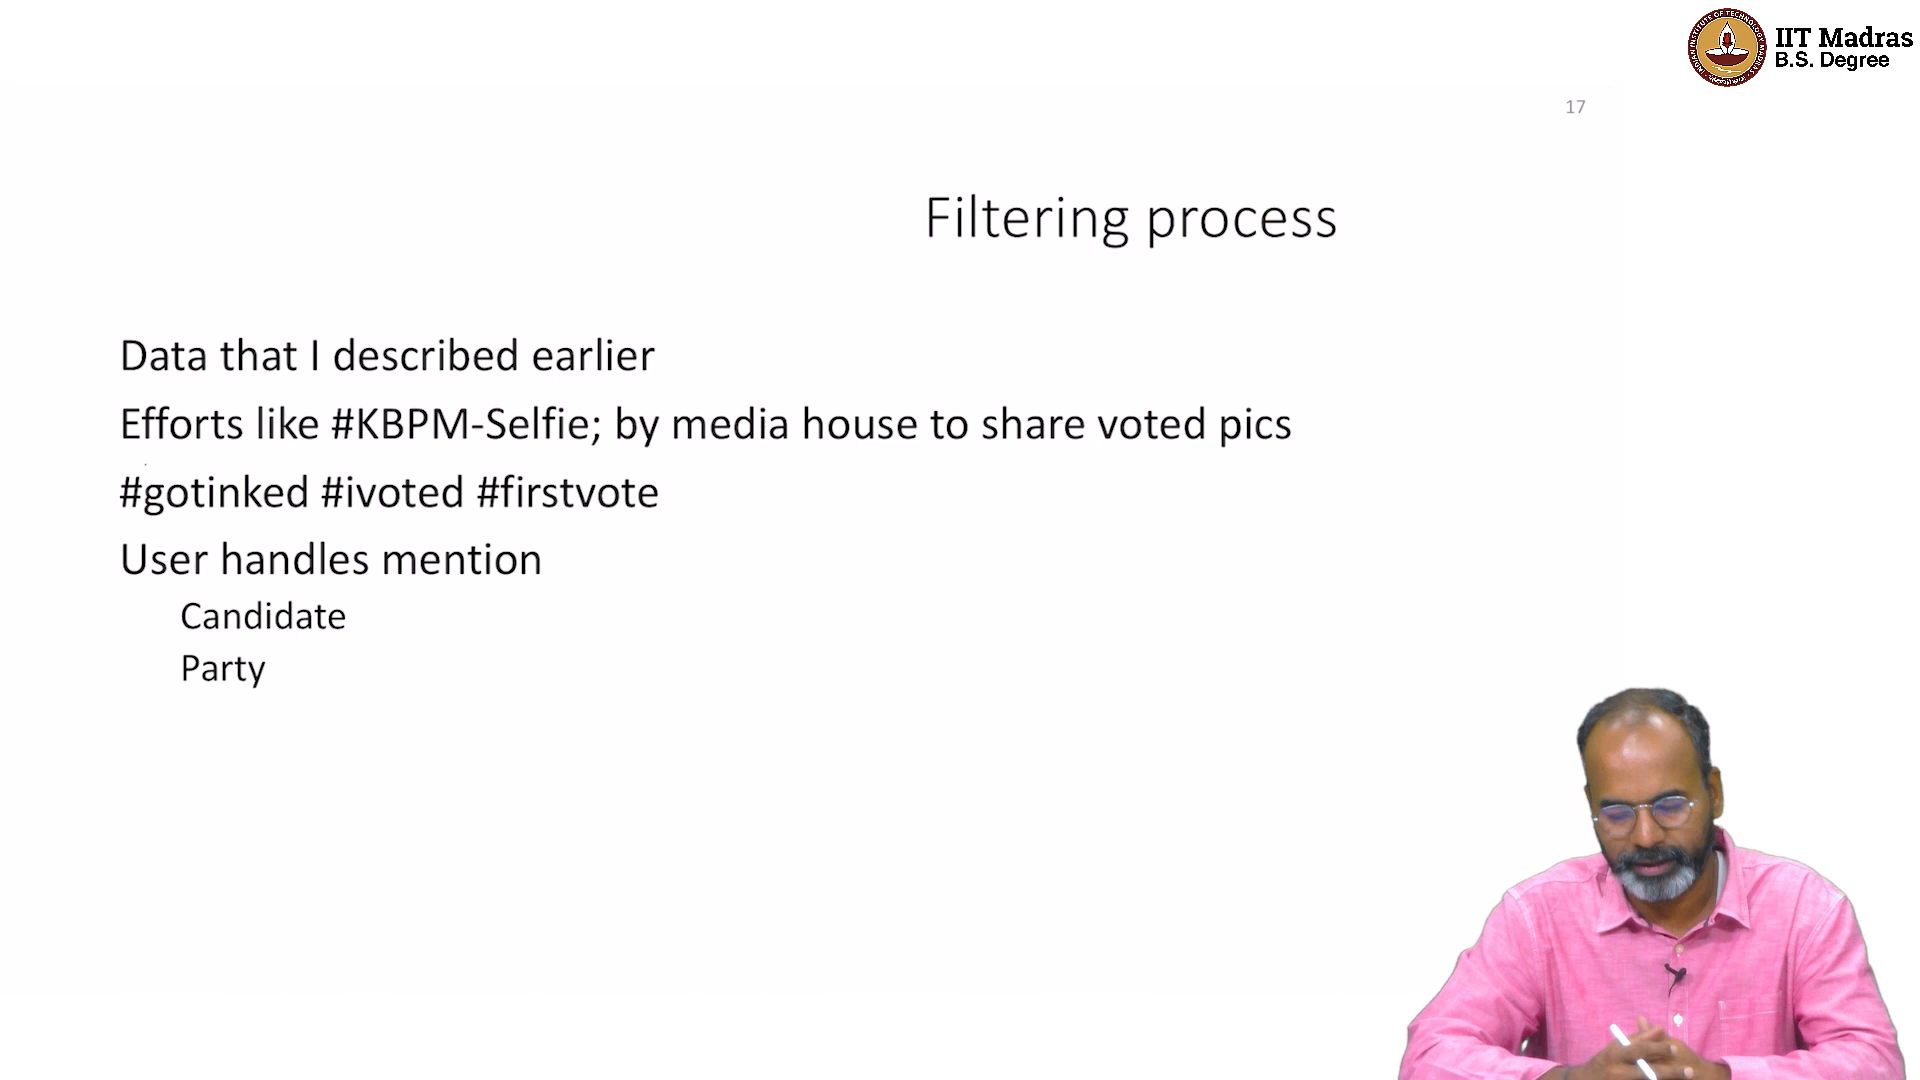 IIT Madras
B.S. Degree
17
Filtering process
Data that I described earlier
Efforts like #KBPM-Selfie; by media house to share voted pics
#gotinked #ivoted #firstvote
User handles mention
Candidate
Party